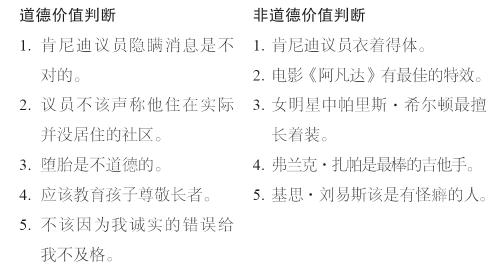 道德价值判断
1. 肯尼迪议员隐瞒消息是不
对的。
2. 议员不该声称他住在实际
并没居住的社区。
3. 堕胎是不道德的。
4. 应该教育孩子尊敬长者。
5. 不该因为我诚实的错误给
我不及格。
非道德价值判断
1. 肯尼迪议员衣着得体。
2. 电影《阿凡达》有最佳的特效。
3. 女明星中帕里斯·希尔顿最擅
长着装。
4. 弗兰克·扎帕是最棒的吉他手。
5. 基思·刘易斯该是有怪癖的人。